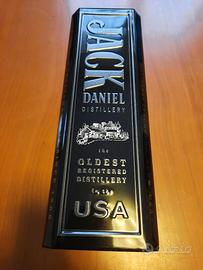 JACK
DANIEL
DISTILLERY
the
OLDEST
REGISTERED
DISTILLERY
in the
USA